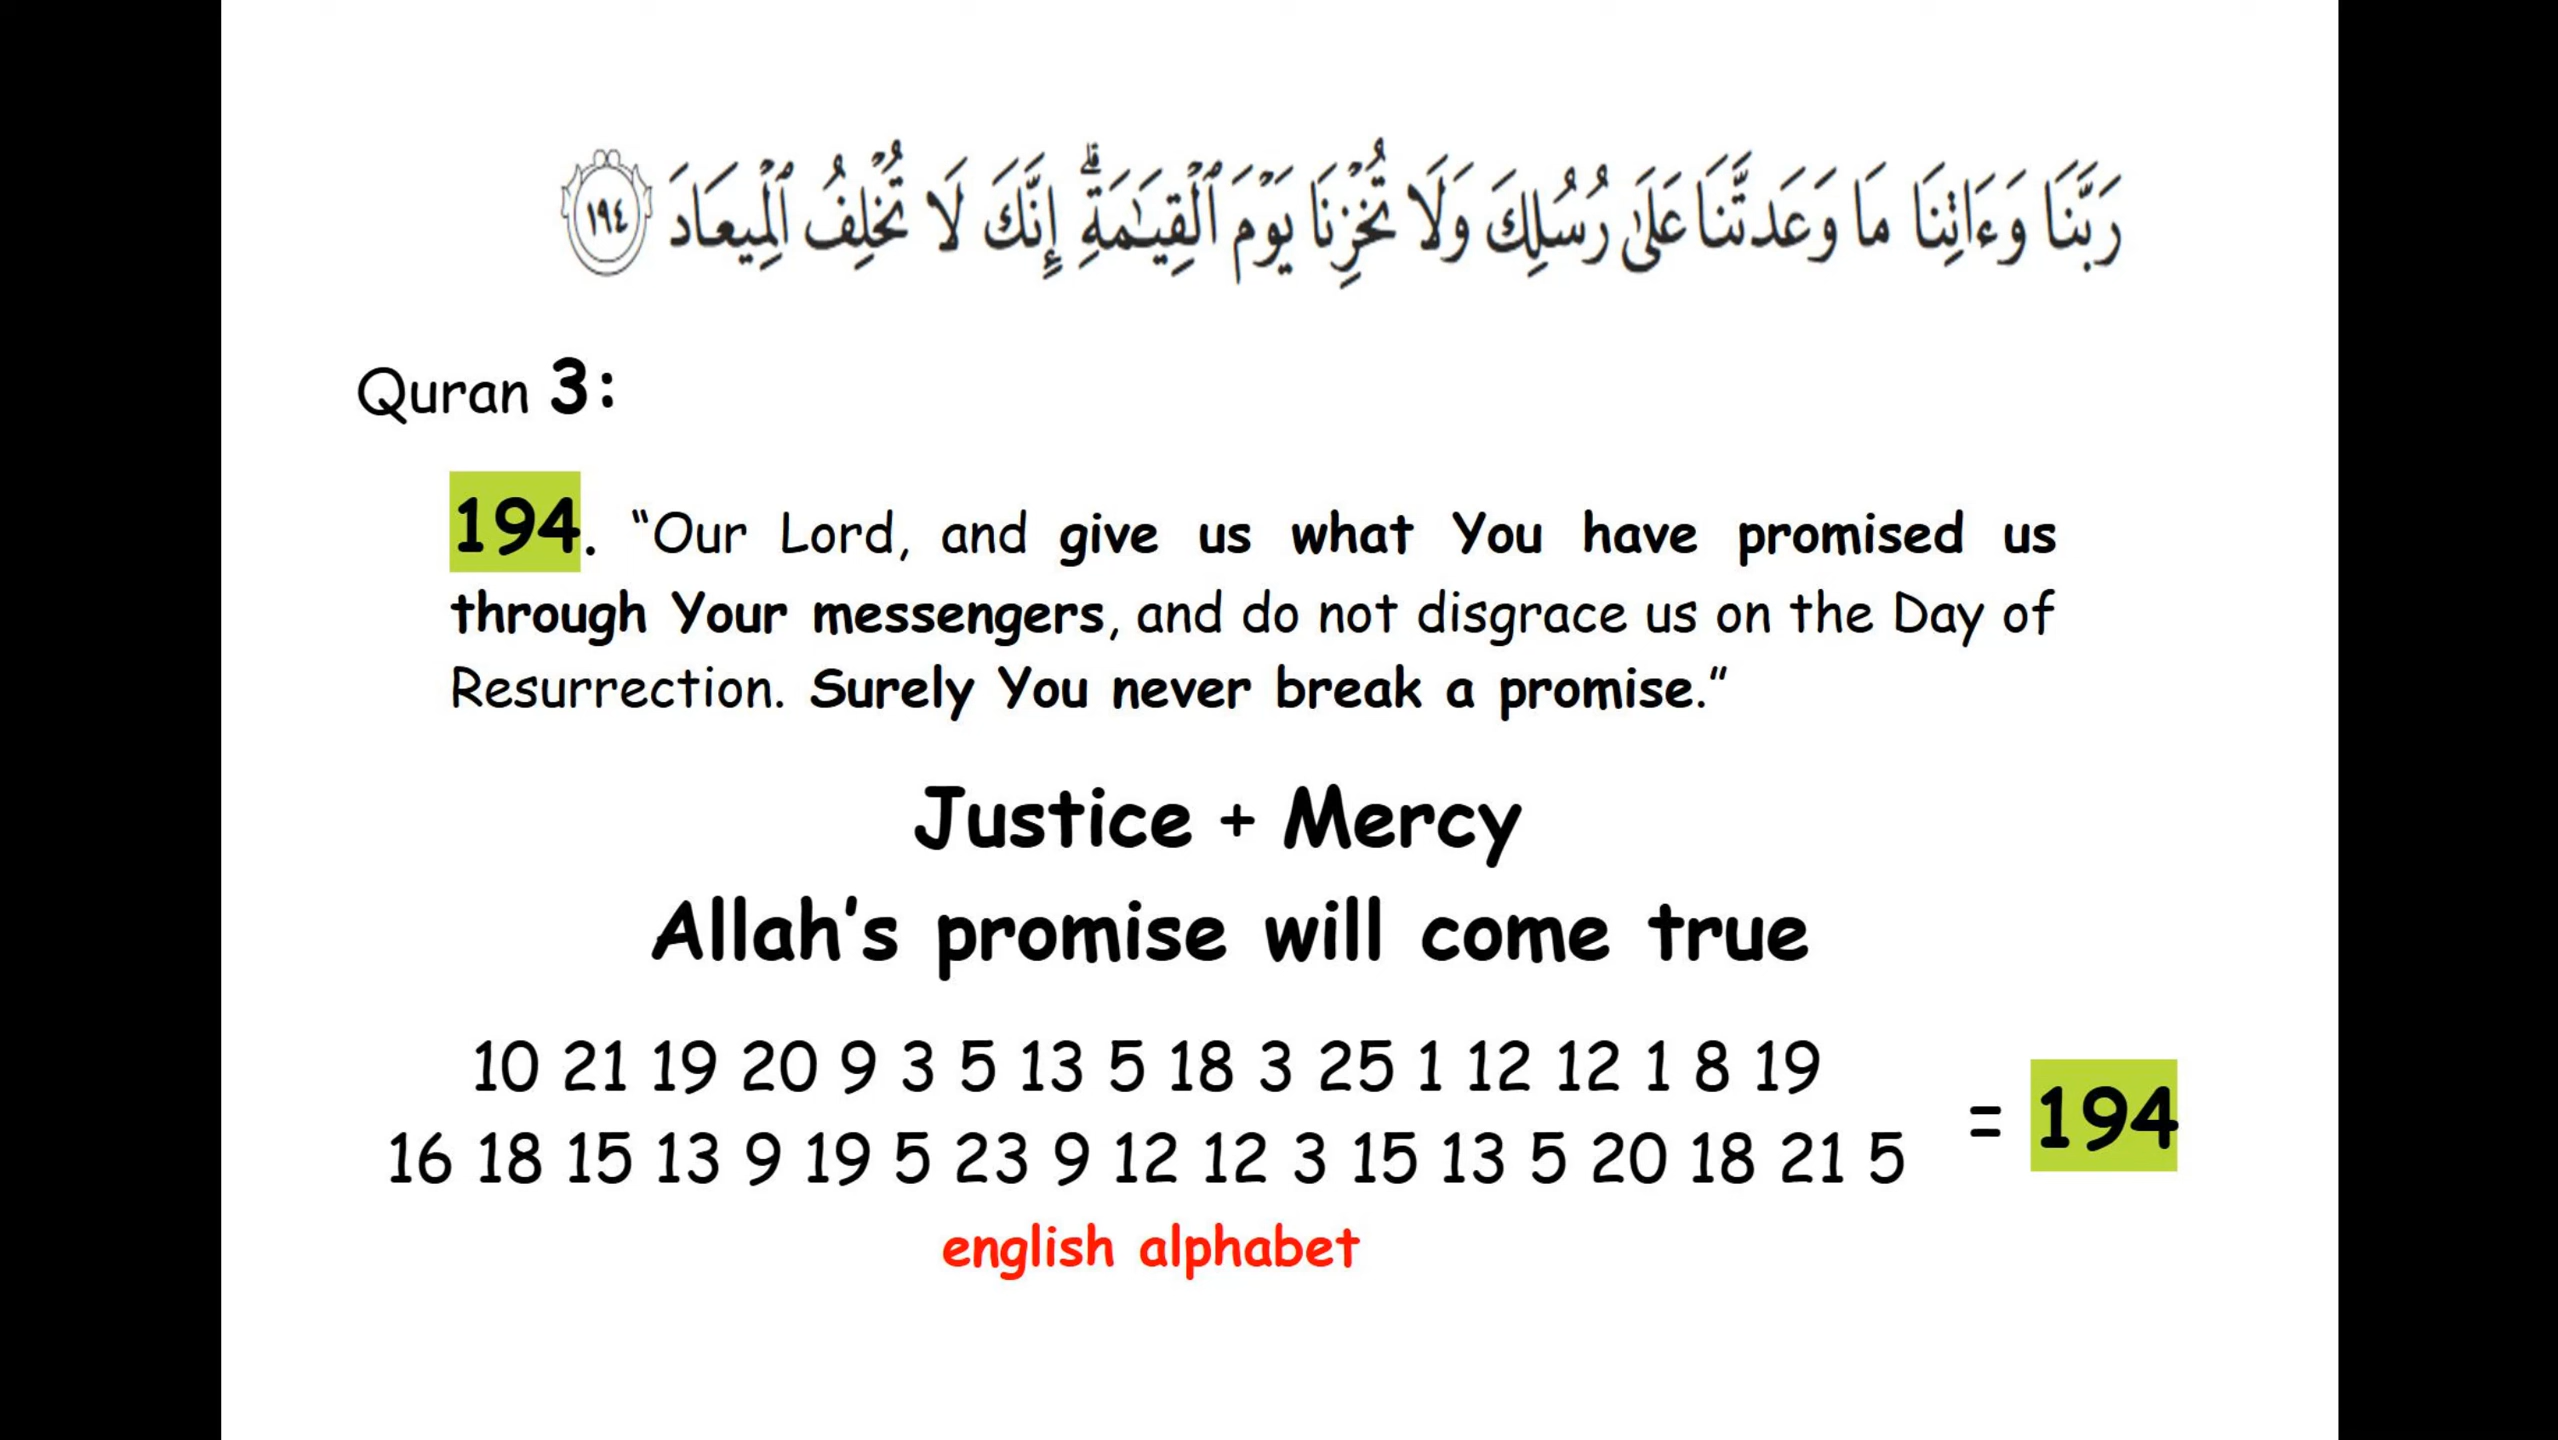 رَبَّنَا وَءَاتِنَا مَا وَعَدتَّنَا عَلَىٰ رُسُلِكَ وَلَا تُخْزِنَا يَوْمَ ٱلْقِيَـٰمَةِ ۗ إِنَّكَ لَا تُخْلِفُ ٱلْمِيعَادَ ١٩٤
Quran 3:
194. “Our Lord, and give us what You have promised us
through Your messengers, and do not disgrace us on the Day of
Resurrection. Surely You never break a promise.”
Justice + Mercy
Allah’s promise will come true
10 21 19 20 9 3 5 13 5 18 3 25 1 12 12 1 8 19
16 18 15 13 9 19 5 23 9 12 12 3 15 13 5 20 18 21 5
= 194
english alphabet